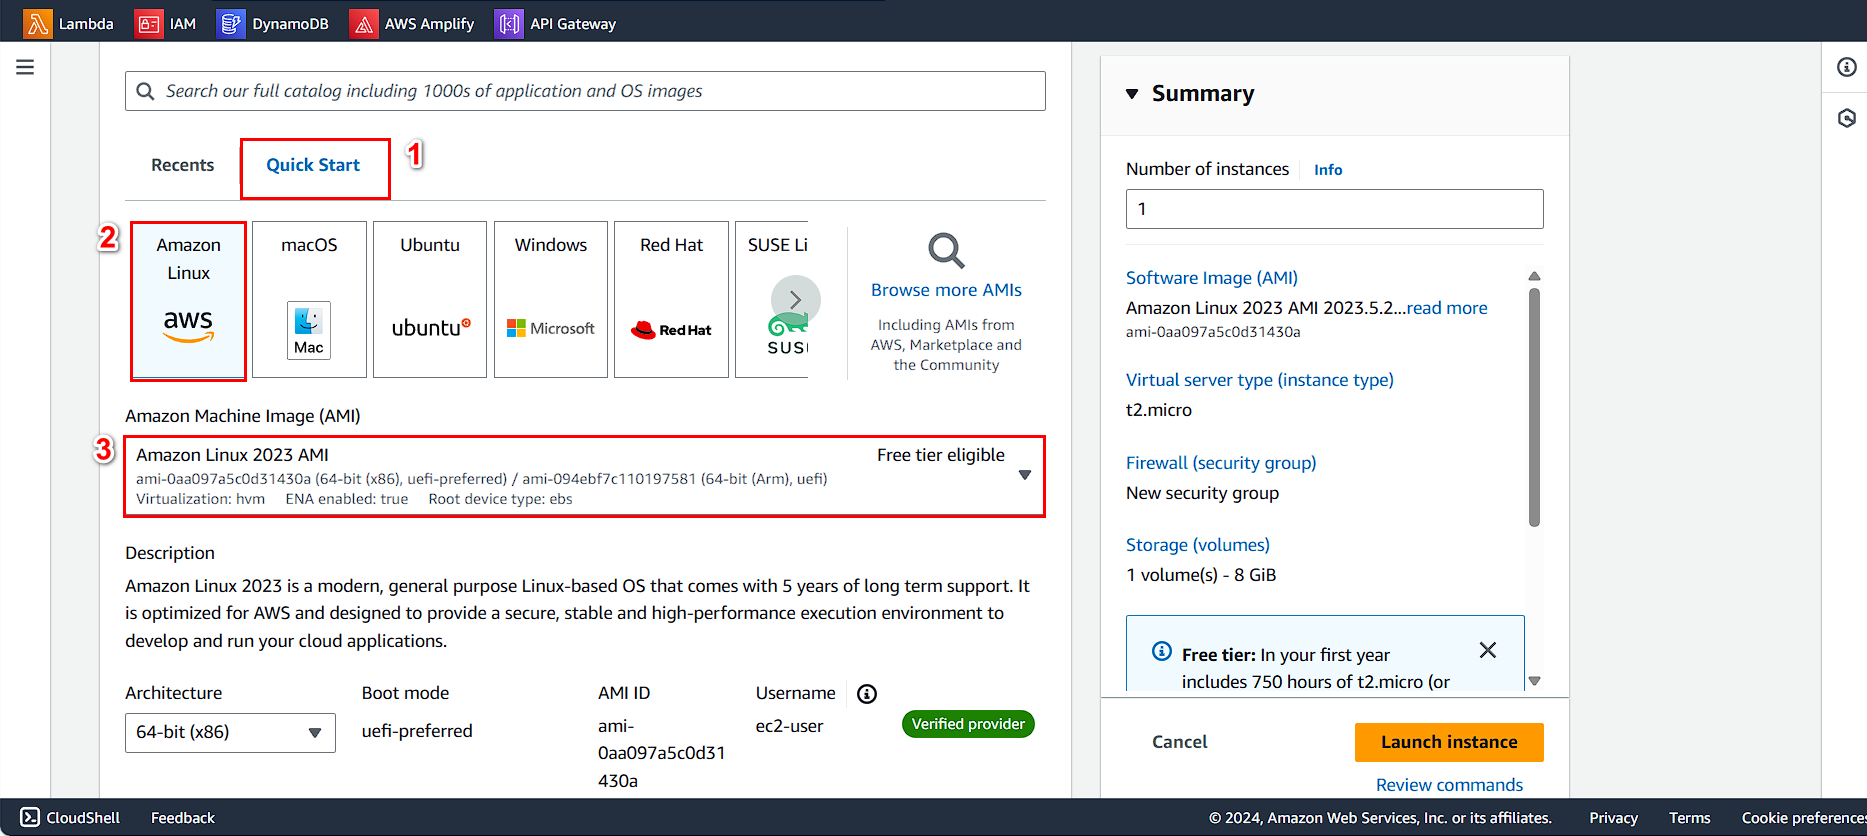 Lambda IAM DynamoDB AWS Amplify API Gateway
Search our full catalog including 1000s of application and OS images
Recents
Quick Start
1
2
Amazon
Linux
aws
macOS
Mac
Ubuntu
ubuntu
Windows
Microsoft
Red Hat
Red Hat
SUSE Li
SUS
Browse more AMIs
Including AMIs from
AWS, Marketplace and
the Community
Amazon Machine Image (AMI)
3
Amazon Linux 2023 AMI
Free tier eligible
ami-0aa097a5c0d31430a (64-bit (x86), uefi-preferred) / ami-094ebf7c110197581 (64-bit (Arm), uefi)
Virtualization: hvm ENA enabled: true Root device type: ebs
Description
Amazon Linux 2023 is a modern, general purpose Linux-based OS that comes with 5 years of long term support. It
is optimized for AWS and designed to provide a secure, stable and high-performance execution environment to
develop and run your cloud applications.
Architecture
64-bit (x86)
Boot mode
uefi-preferred
AMI ID
ami-
0aa097a5c0d31
430a
Username
ec2-user
Verified provider
Summary
Number of instances Info
1
Software Image (AMI)
Amazon Linux 2023 AMI 2023.5.2...read more
ami-0aa097a5c0d31430a
Virtual server type (instance type)
t2.micro
Firewall (security group)
New security group
Storage (volumes)
1 volume(s) - 8 GiB
Free tier: In your first year
includes 750 hours of t2.micro (or
Cancel
Launch instance
Review commands
CloudShell Feedback © 2024, Amazon Web Services, Inc. or its affiliates. Privacy Terms Cookie preferences